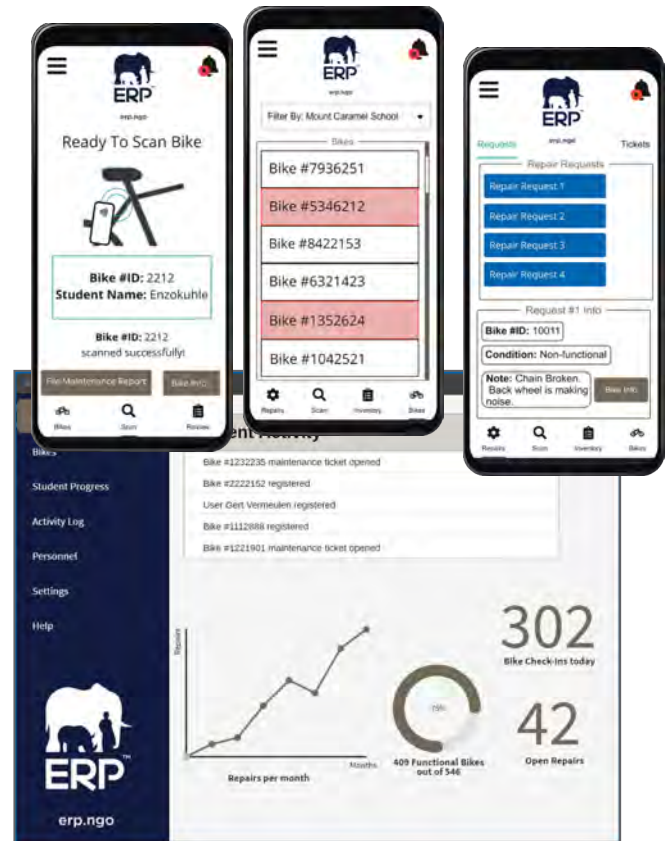 ERP™
erp.ngo
Ready To Scan Bike
Bike #ID: 2212
Student Name: Enzokuhle
Bike #ID: 2212
scanned successfully!
File Maintenance Report
Bike Info
Bikes
Scan
Review
ERP
erp.ngo
Filter By: Mount Caramel School
Bikes
Bike #7936251
Bike #5346212
Bike #8422153
Bike #6321423
Bike #1352624
Bike #1042521
Repairs
Scan
Inventory
Bikes
ERP
erp.ngo
Requests
Tickets
Repair Requests
Repair Request 1
Repair Request 2
Repair Request 3
Repair Request 4
Request #1 Info
Bike #ID: 10011
Condition: Non-functional
Note: Chain Broken.
Back wheel is making
noise.
Bike Info
Repairs
Scan
Inventory
Bikes
Activity
Bike #1232235 maintenance ticket opened
Bike #2222152 registered
User Gert Vermeulen registered
Bike #1112888 registered
Bike #1221901 maintenance ticket opened
Bikes
Student Progress
Activity Log
Personnel
Settings
Help
ERP™
erp.ngo
Repairs
Months
Repairs per month
75%
409 Functional Bikes
out of 546
302
Bike Check-Ins today
42
Open Repairs